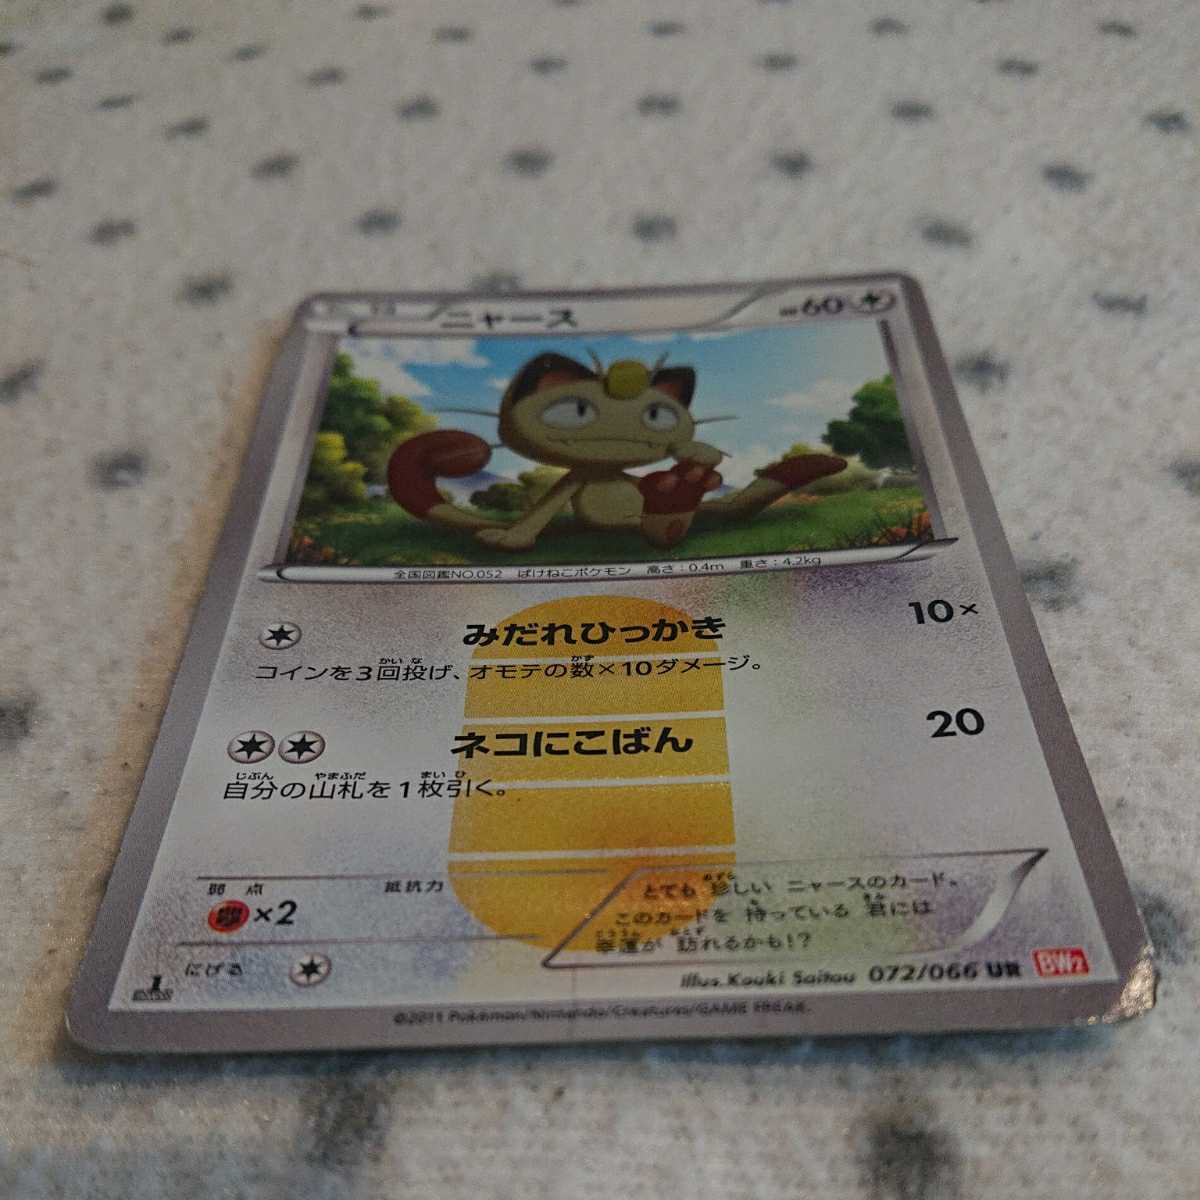 ニャース HP60
全国図鑑NO.052 ばけねこポケモン 高さ:0.4m 重さ:4.2kg
みだれひっかき 10×
コインを3回投げ、オモテの数×10ダメージ。
ネコにこばん 20
自分の山札を1枚引く。
弱点 抵抗力
×2
とても 珍しい ニャースのカード。
このカードを 持っている 君には
幸運が 訪れるかも!?
にげる
illus.Kouki Saitou 072/066 UR BW2
©2011 Pokémon/Nintendo/Creatures/GAME FREAK.